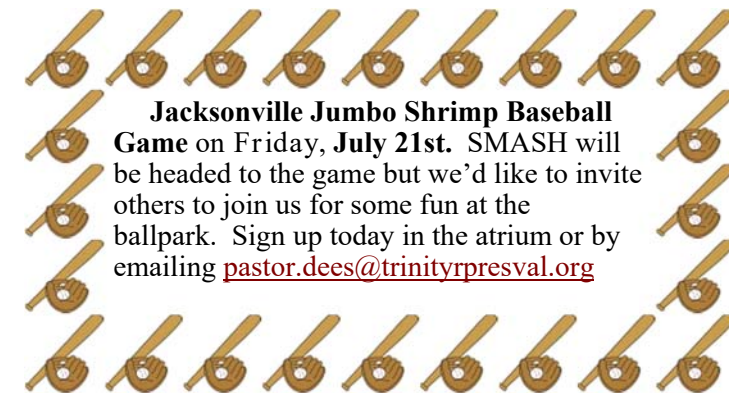 Jacksonville Jumbo Shrimp Baseball
Game on Friday, July 21st.  SMASH will
be headed to the game but we’d like to invite
others to join us for some fun at the
ballpark.  Sign up today in the atrium or by
emailing pastor.dees@trinityrpresval.org